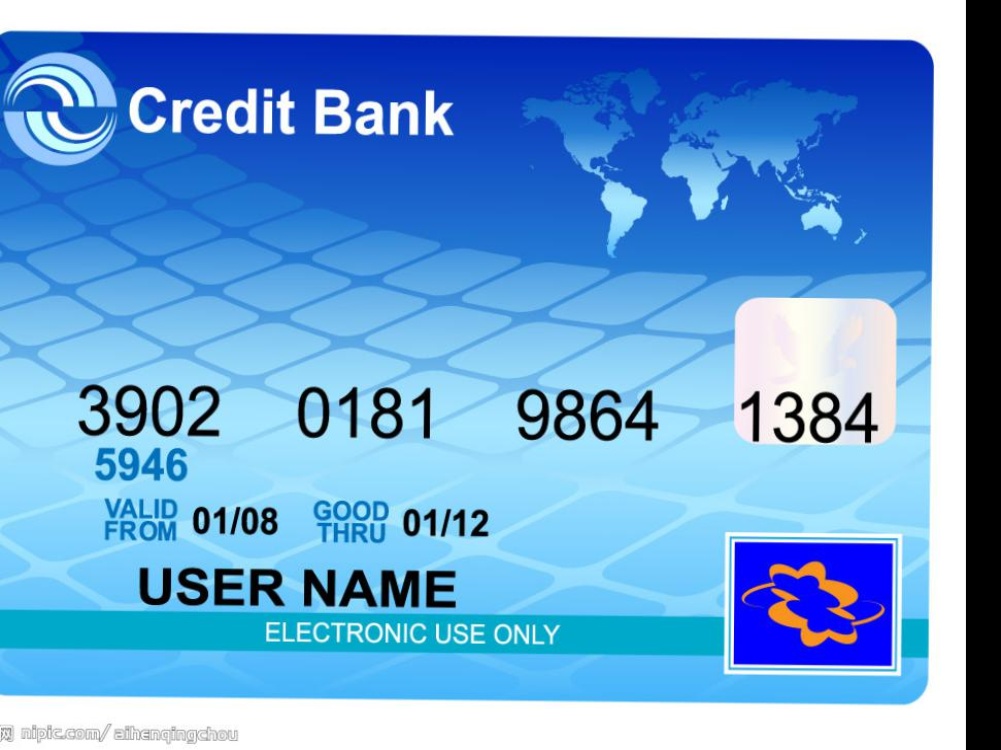 Credit Bank
3902 0181 9864 1384
5946
VALID FROM 01/08 GOOD THRU 01/12
USER NAME
ELECTRONIC USE ONLY
网 nipic.com/aihenqingchou